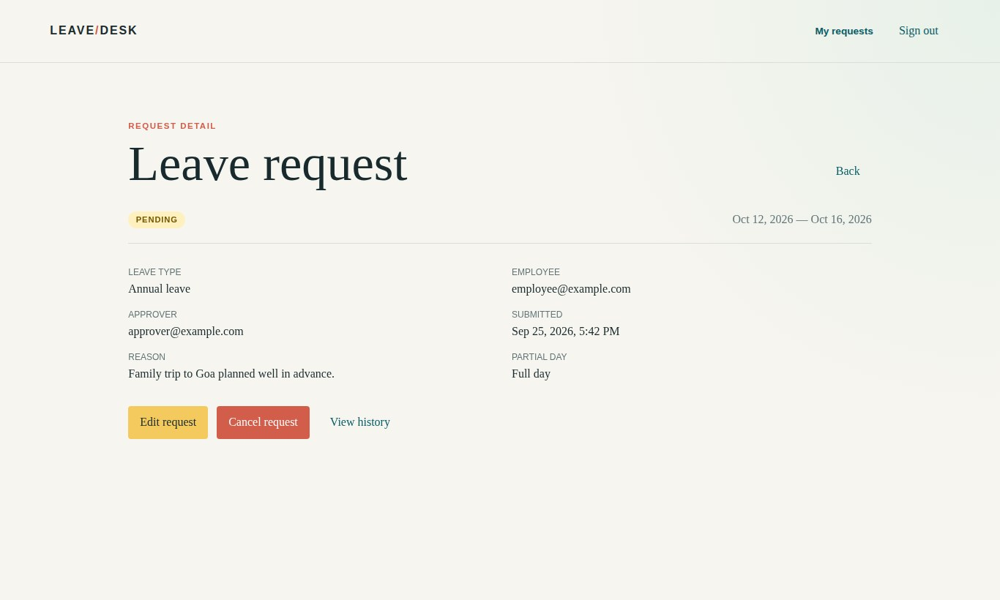 LEAVE/DESK
My requests
Sign out
REQUEST DETAIL
Leave request
Back
PENDING
Oct 12, 2026 — Oct 16, 2026
LEAVE TYPE
Annual leave
EMPLOYEE
employee@example.com
APPROVER
approver@example.com
SUBMITTED
Sep 25, 2026, 5:42 PM
REASON
Family trip to Goa planned well in advance.
PARTIAL DAY
Full day
Edit request
Cancel request
View history